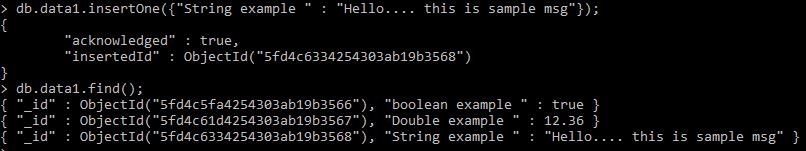 > db.data1.insertOne({"String example " : "Hello.... this is sample msg"});
{
        "acknowledged" : true,
        "insertedId" : ObjectId("5fd4c6334254303ab19b3568")
}
> db.data1.find();
{ "_id" : ObjectId("5fd4c5fa4254303ab19b3566"), "boolean example " : true }
{ "_id" : ObjectId("5fd4c61d4254303ab19b3567"), "Double example " : 12.36 }
{ "_id" : ObjectId("5fd4c6334254303ab19b3568"), "String example " : "Hello.... this is sample msg" }